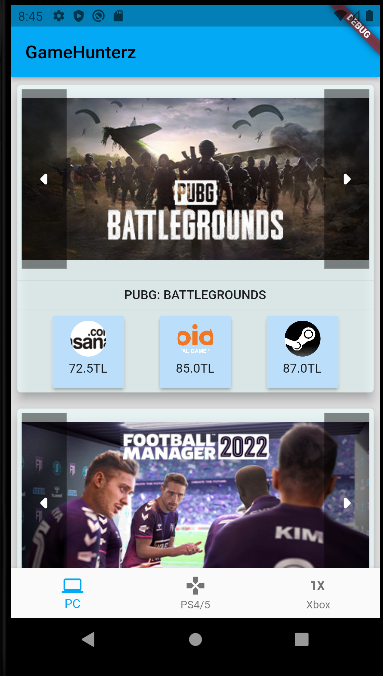 8:45
DEBUG
GameHunterz
PUBG
BATTLEGROUNDS
PUBG: BATTLEGROUNDS
.co
sana
oid
72.5TL
85.0TL
87.0TL
FOOTBALL
MANAGER 2022
KIM
PC
PS4/5
1X
Xbox